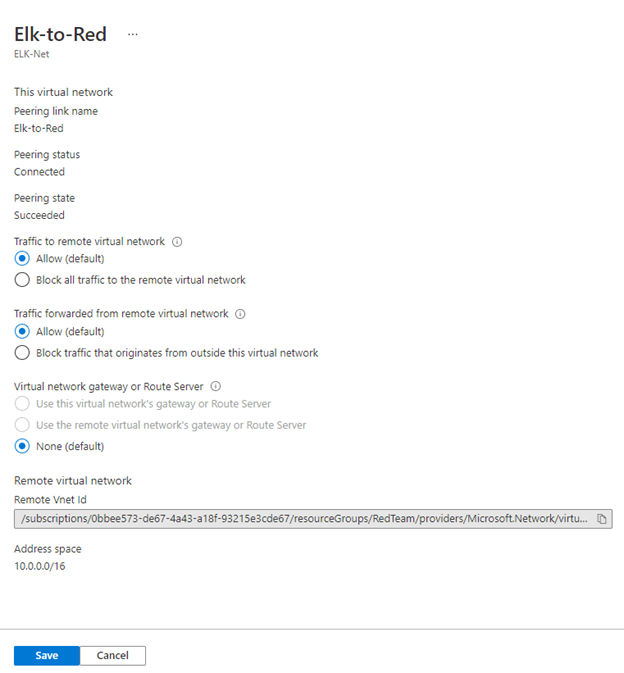 Elk-to-Red ...
ELK-Net
This virtual network
Peering link name
Elk-to-Red
Peering status
Connected
Peering state
Succeeded
Traffic to remote virtual network
Allow (default)
Block all traffic to the remote virtual network
Traffic forwarded from remote virtual network
Allow (default)
Block traffic that originates from outside this virtual network
Virtual network gateway or Route Server
Use this virtual network's gateway or Route Server
Use the remote virtual network's gateway or Route Server
None (default)
Remote virtual network
Remote Vnet Id
/subscriptions/0bbee573-de67-4a43-a18f-93215e3cde67/resourceGroups/RedTeam/providers/Microsoft.Network/virtu...
Address space
10.0.0.0/16
Save Cancel